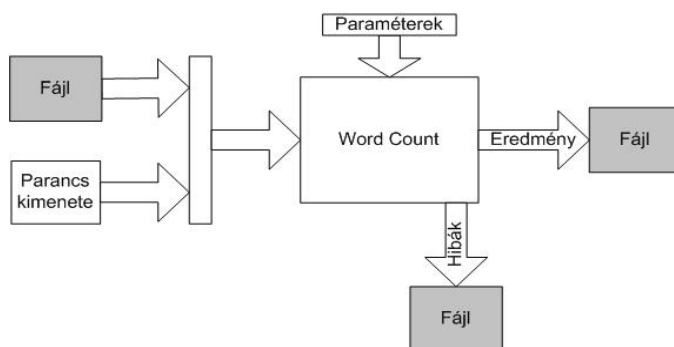 Paraméterek
Fájl
Word Count
Eredmény
Fájl
Parancs
kimenete
Hibák
Fájl